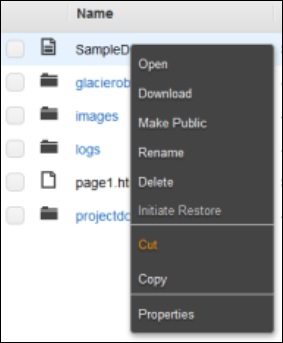 Name
SampleD
Open
glacierob
Download
images
Make Public
Rename
logs
Delete
page1.ht
Initiate Restore
projectdo
Cut
Copy
Properties